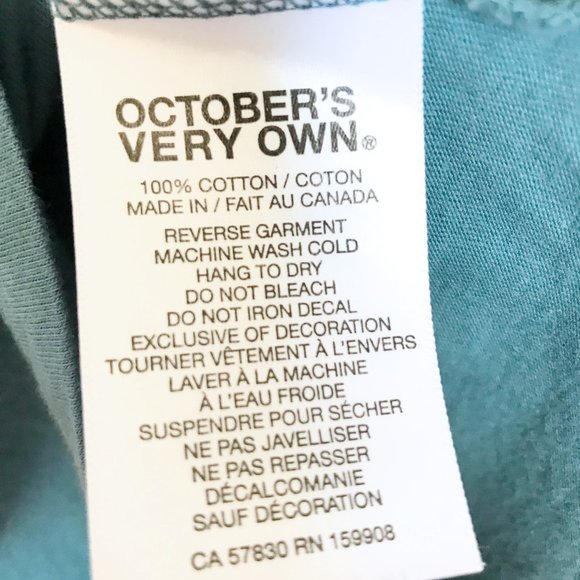 OCTOBER'S
VERY OWN®
100% COTTON / COTON
MADE IN / FAIT AU CANADA
REVERSE GARMENT
MACHINE WASH COLD
HANG TO DRY
DO NOT BLEACH
DO NOT IRON DECAL
EXCLUSIVE OF DECORATION
TOURNER VÊTEMENT À L'ENVERS
LAVER À LA MACHINE
À L'EAU FROIDE
SUSPENDRE POUR SÉCHER
NE PAS JAVELLISER
NE PAS REPASSER
DÉCALCOMANIE
SAUF DÉCORATION
CA 57830 RN 159908